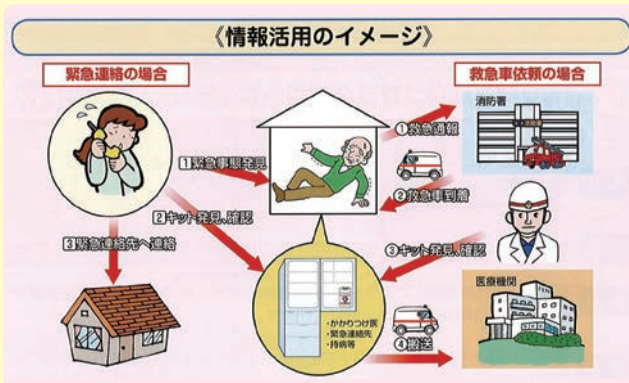 《情報活用のイメージ》
緊急連絡の場合
救急車依頼の場合
消防署
①救急通報
1緊急事態発見
②救急車到着
2キット発見、確認
③キット発見、確認
3緊急連絡先へ連絡
医療機関
・かかりつけ医
・緊急連絡先
・持病等
④搬送